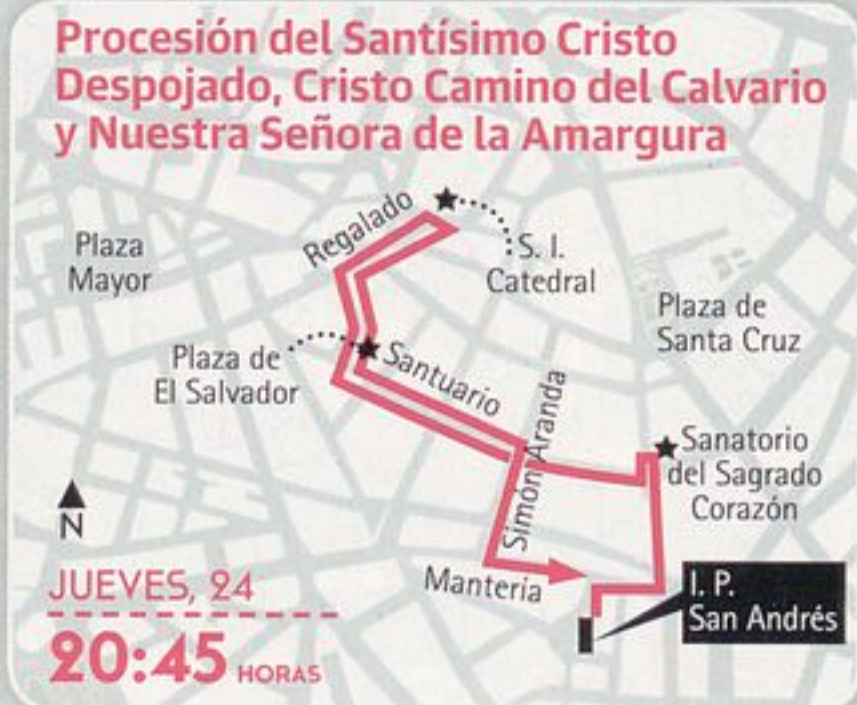 Procesión del Santísimo Cristo
Despojado, Cristo Camino del Calvario
y Nuestra Señora de la Amargura
Regalado
S. I.
Catedral
Plaza
Mayor
Plaza de
Santa Cruz
Plaza de
El Salvador
Santuario
Simón Aranda
Sanatorio
del Sagrado
Corazón
N
Mantería
I. P.
San Andrés
JUEVES, 24
20:45 HORAS